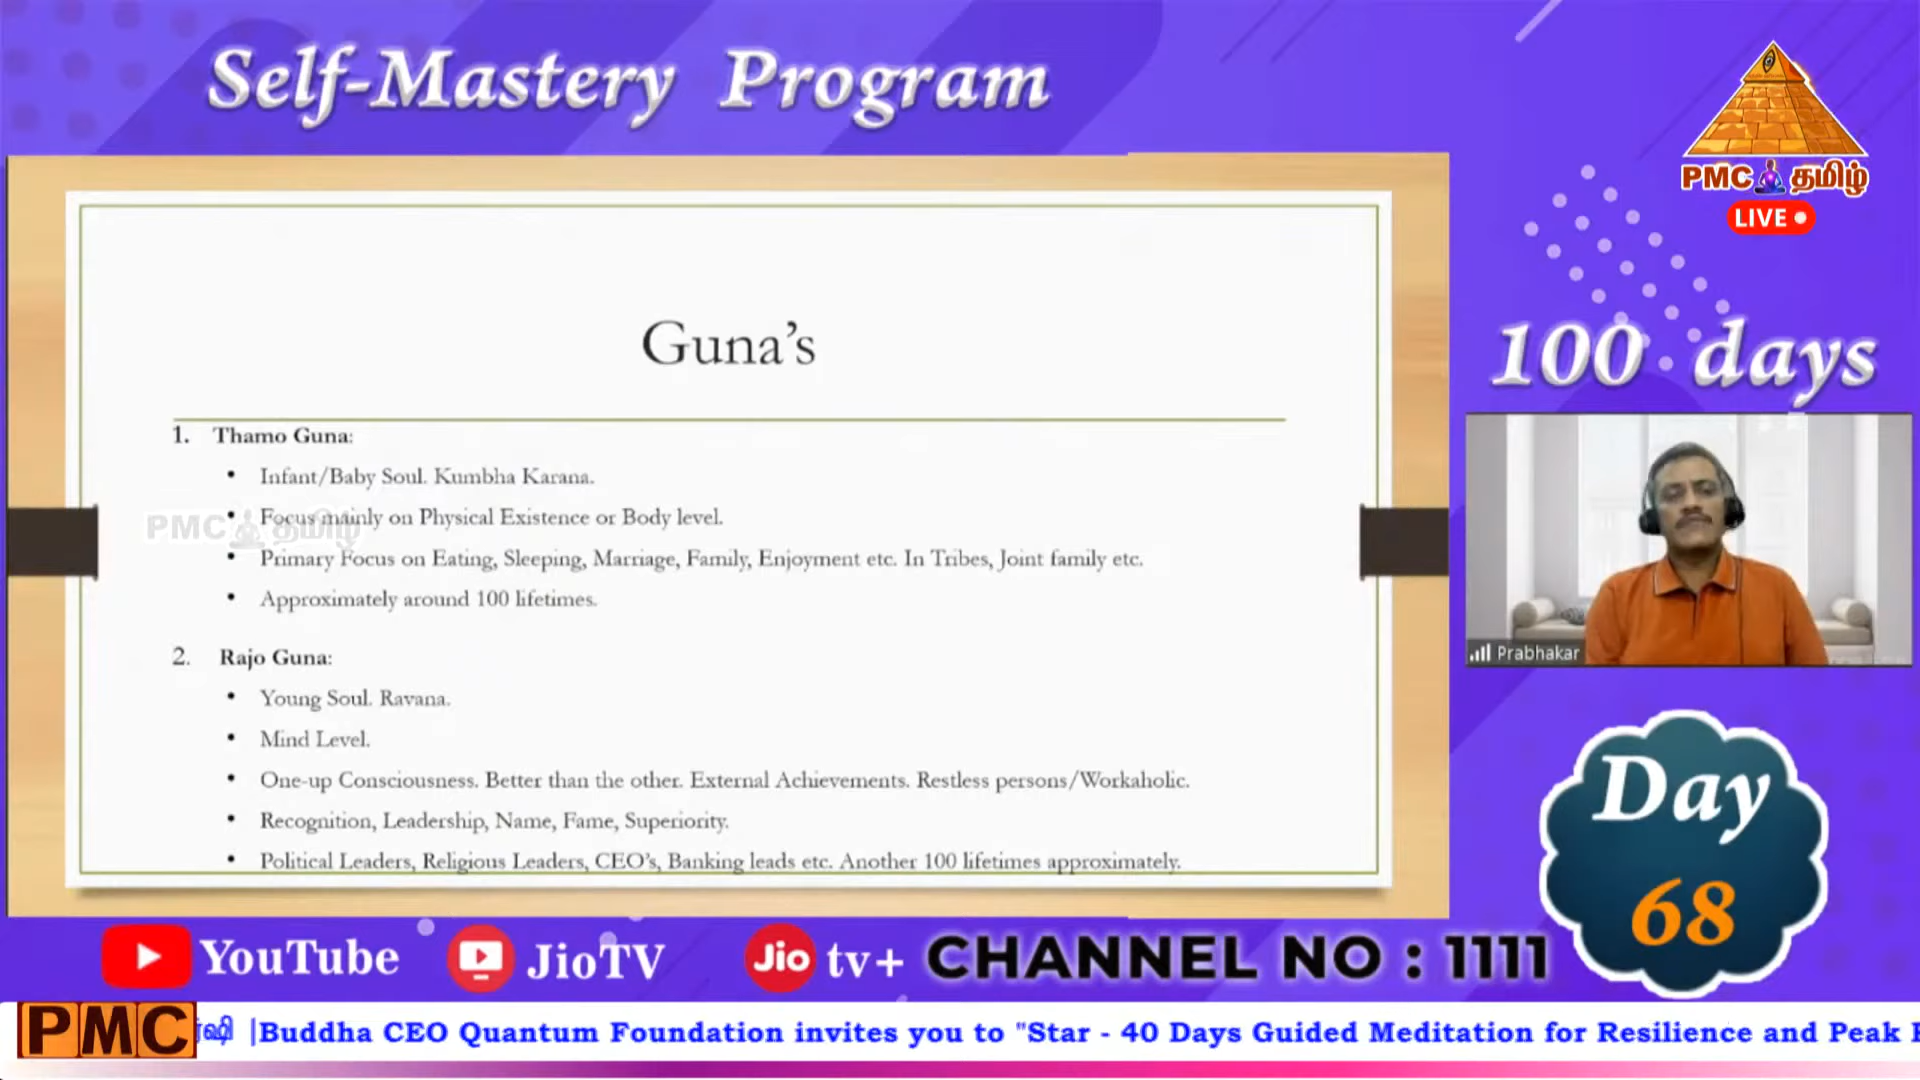 Self-Mastery Program
PMC தமிழ்
LIVE
100 days
Guna's
1. Thamo Guna:
• Infant/Baby Soul. Kumbha Karana.
• Focus mainly on Physical Existence or Body level.
• Primary Focus on Eating, Sleeping, Marriage, Family, Enjoyment etc. In Tribes, Joint family etc.
• Approximately around 100 lifetimes.
PMC தமிழ்
2. Rajo Guna:
• Young Soul. Ravana.
• Mind Level.
• One-up Consciousness. Better than the other. External Achievements. Restless persons/Workaholic.
• Recognition, Leadership, Name, Fame, Superiority.
• Political Leaders, Religious Leaders, CEO's, Banking leads etc. Another 100 lifetimes approximately.
Prabhakar
Day
68
YouTube JioTV Jio tv+ CHANNEL NO : 1111
PMC |Buddha CEO Quantum Foundation invites you to "Star - 40 Days Guided Meditation for Resilience and Peak